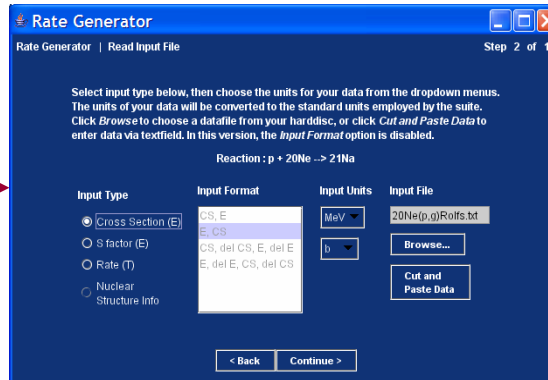 Rate Generator
Rate Generator | Read Input File
Step 2 of 1
Select input type below, then choose the units for your data from the dropdown menus.
The units of your data will be converted to the standard units employed by the suite.
Click Browse to choose a datafile from your harddisc, or click Cut and Paste Data to
enter data via textfield. In this version, the Input Format option is disabled.
Reaction : p + 20Ne --> 21Na
Input Type
Cross Section (E)
S factor (E)
Rate (T)
Nuclear
Structure Info
Input Format
CS, E
E, CS
CS, del CS, E, del E
E, del E, CS, del CS
Input Units
MeV
b
Input File
20Ne(p,g)Rolfs.txt
Browse...
Cut and
Paste Data
< Back
Continue >